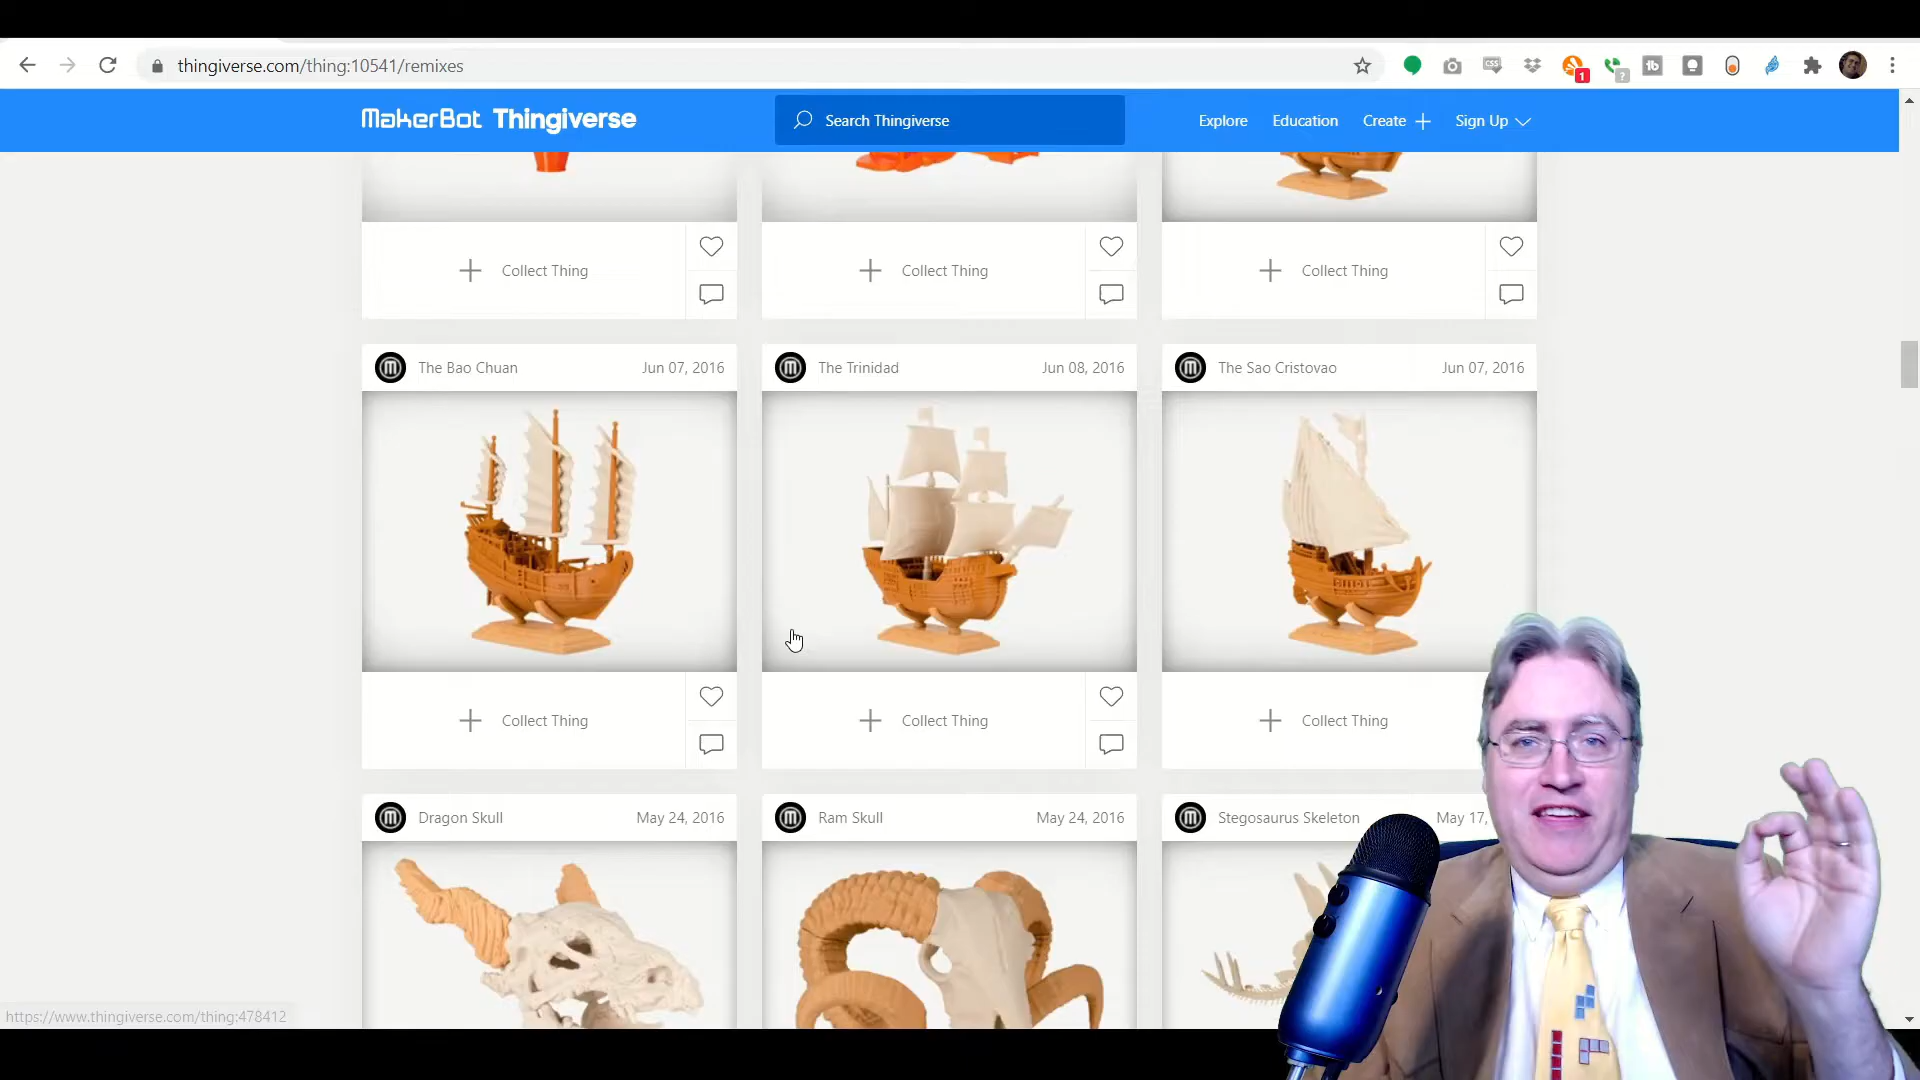 thingiverse.com/thing:10541/remixes
CSS
1
?
tb
MakerBot Thingiverse
Search Thingiverse
Explore
Education
Create
Sign Up
Collect Thing
Collect Thing
Collect Thing
The Bao Chuan
Jun 07, 2016
The Trinidad
Jun 08, 2016
The Sao Cristovao
Jun 07, 2016
Collect Thing
Collect Thing
Collect Thing
Dragon Skull
May 24, 2016
Ram Skull
May 24, 2016
Stegosaurus Skeleton
May 17,
https://www.thingiverse.com/thing:478412